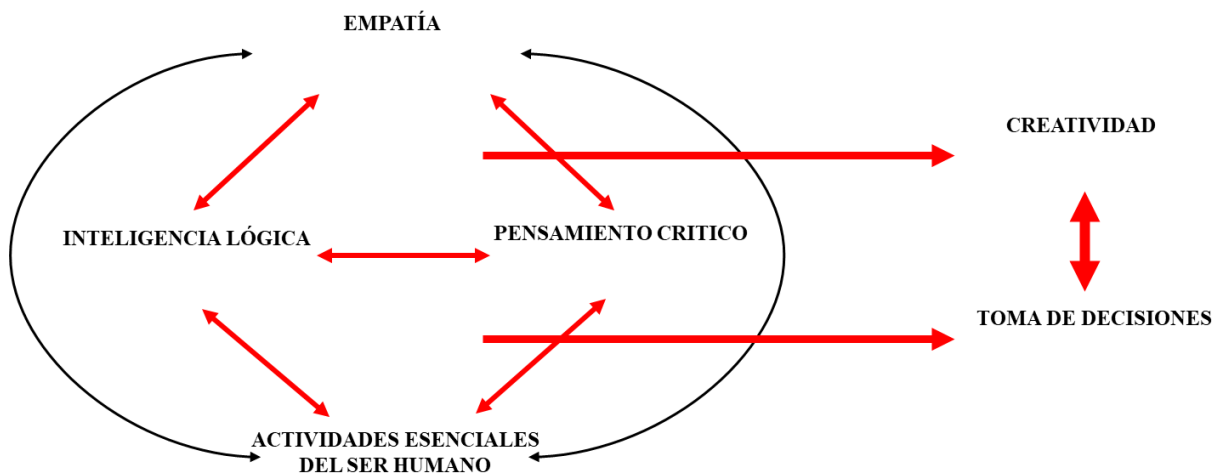 EMPATÍA
CREATIVIDAD
INTELIGENCIA LÓGICA
PENSAMIENTO CRITICO
TOMA DE DECISIONES
ACTIVIDADES ESENCIALES
DEL SER HUMANO